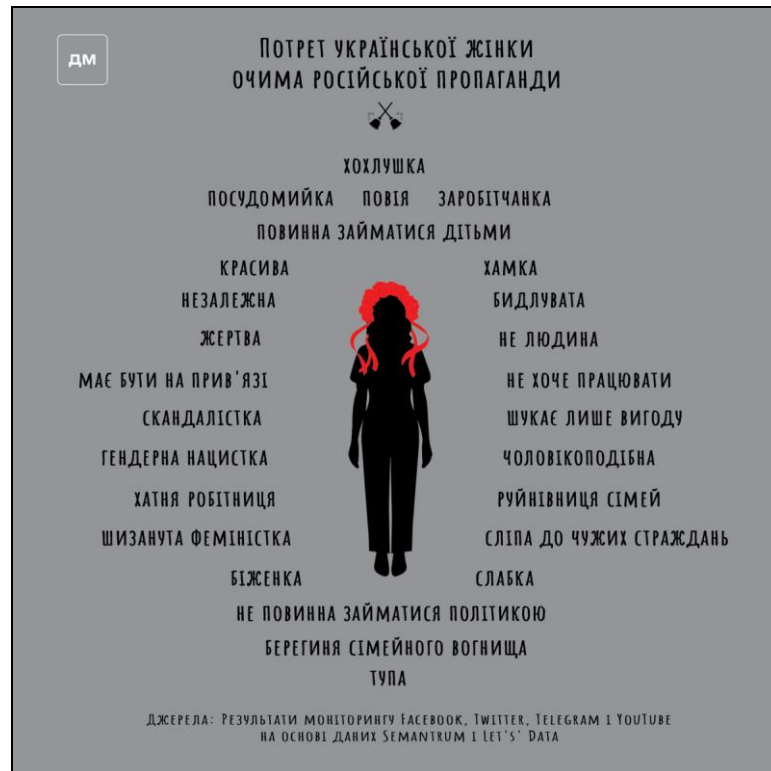 ДМ
ПОТРЕТ УКРАЇНСЬКОЇ ЖІНКИ
ОЧИМА РОСІЙСЬКОЇ ПРОПАГАНДИ
ХОХЛУШКА
ПОСУДОМИЙКА ПОВІЯ ЗАРОБІТЧАНКА
ПОВИННА ЗАЙМАТИСЯ ДІТЬМИ
КРАСИВА ХАМКА
НЕЗАЛЕЖНА БИДЛУВАТА
ЖЕРТВА НЕ ЛЮДИНА
МАЄ БУТИ НА ПРИВ'ЯЗІ НЕ ХОЧЕ ПРАЦЮВАТИ
СКАНДАЛІСТКА ШУКАЄ ЛИШЕ ВИГОДУ
ГЕНДЕРНА НАЦИСТКА ЧОЛОВІКОПОДІБНА
ХАТНЯ РОБІТНИЦЯ РУЙНІВНИЦЯ СІМЕЙ
ШИЗАНУТА ФЕМІНІСТКА СЛІПА ДО ЧУЖИХ СТРАЖДАНЬ
БІЖЕНКА СЛАБКА
НЕ ПОВИННА ЗАЙМАТИСЯ ПОЛІТИКОЮ
БЕРЕГИНЯ СІМЕЙНОГО ВОГНИЩА
ТУПА
ДЖЕРЕЛА: РЕЗУЛЬТАТИ МОНІТОРИНГУ FACEBOOK, TWITTER, TELEGRAM І YOUTUBE
НА ОСНОВІ ДАНИХ SEMANTRUM І LET'S' DATA